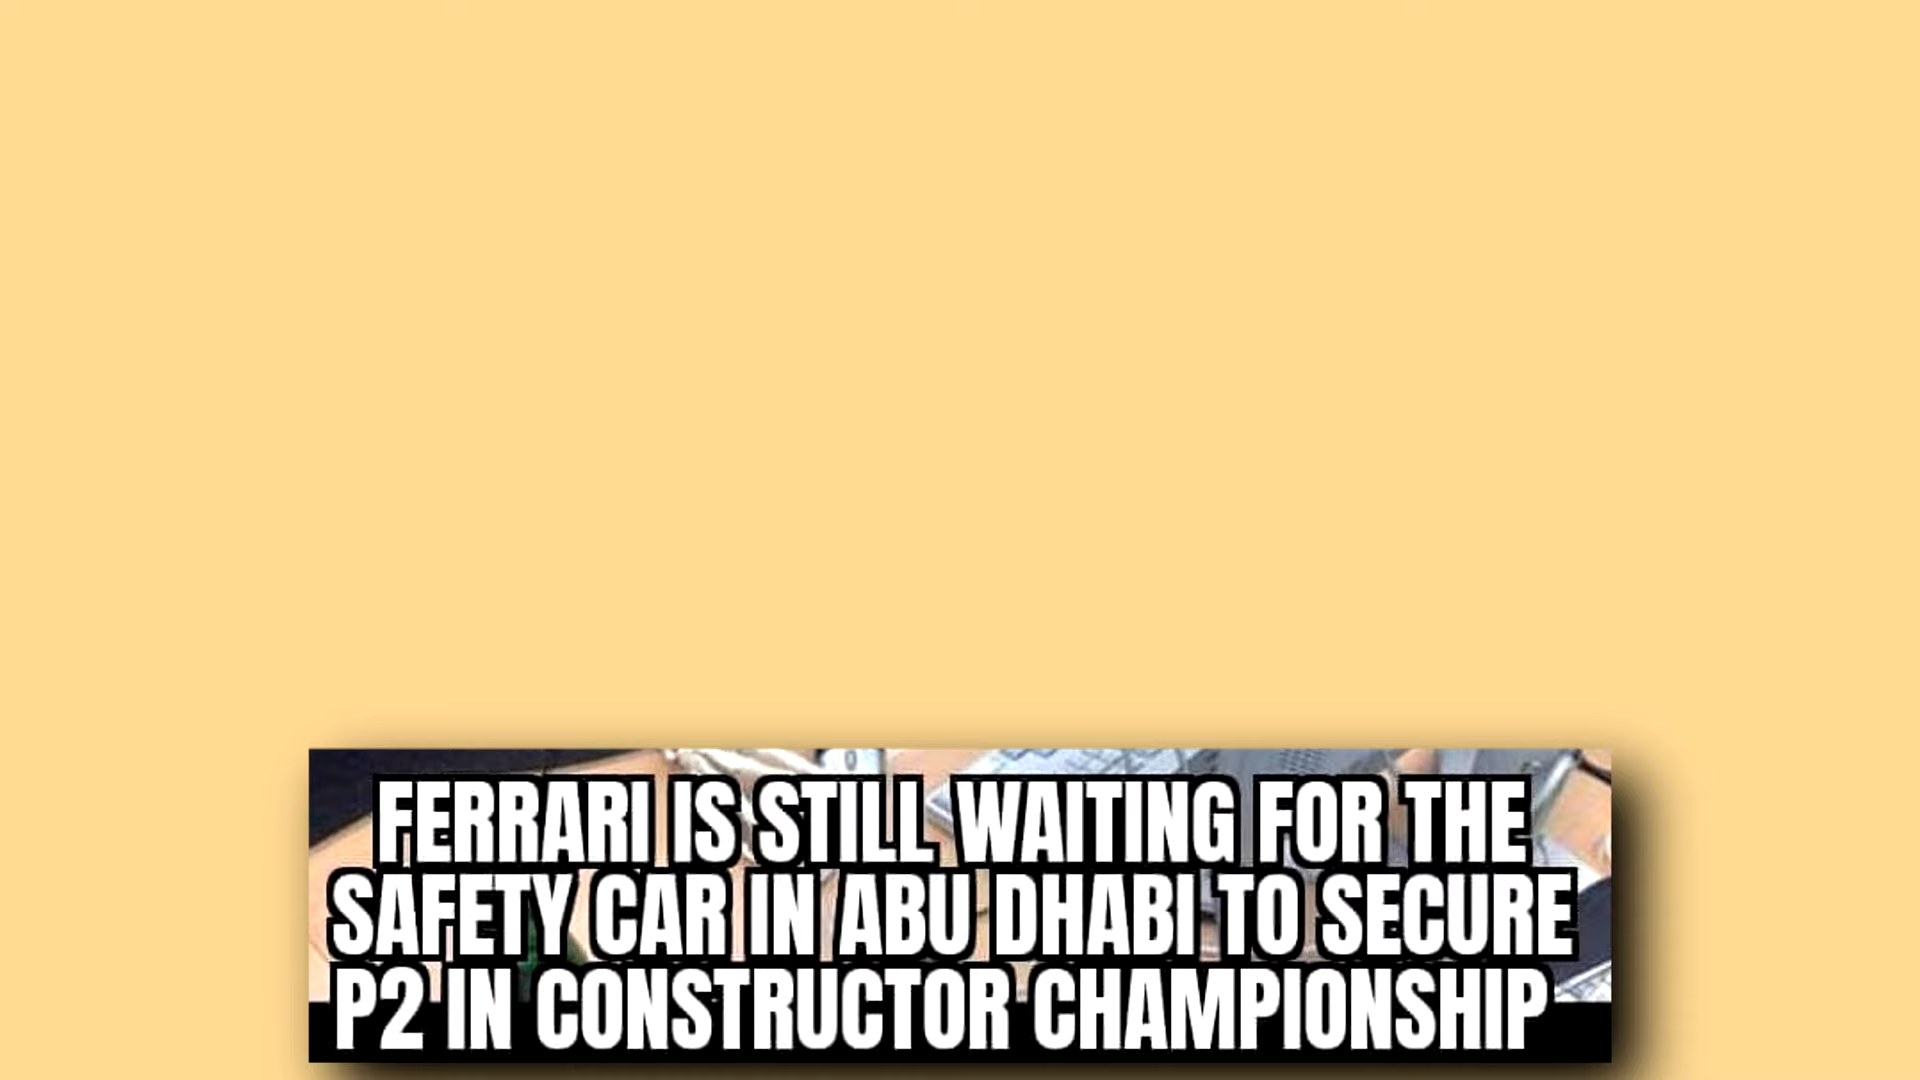 FERRARI IS STILL WAITING FOR THE
SAFETY CAR IN ABU DHABI TO SECURE
P2 IN CONSTRUCTOR CHAMPIONSHIP